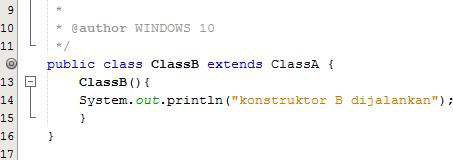 9 *
10 * @author WINDOWS 10
11 */
public class ClassB extends ClassA {
13 ClassB(){
14 System.out.println("konstruktor B dijalankan");
15 }
16 }
17